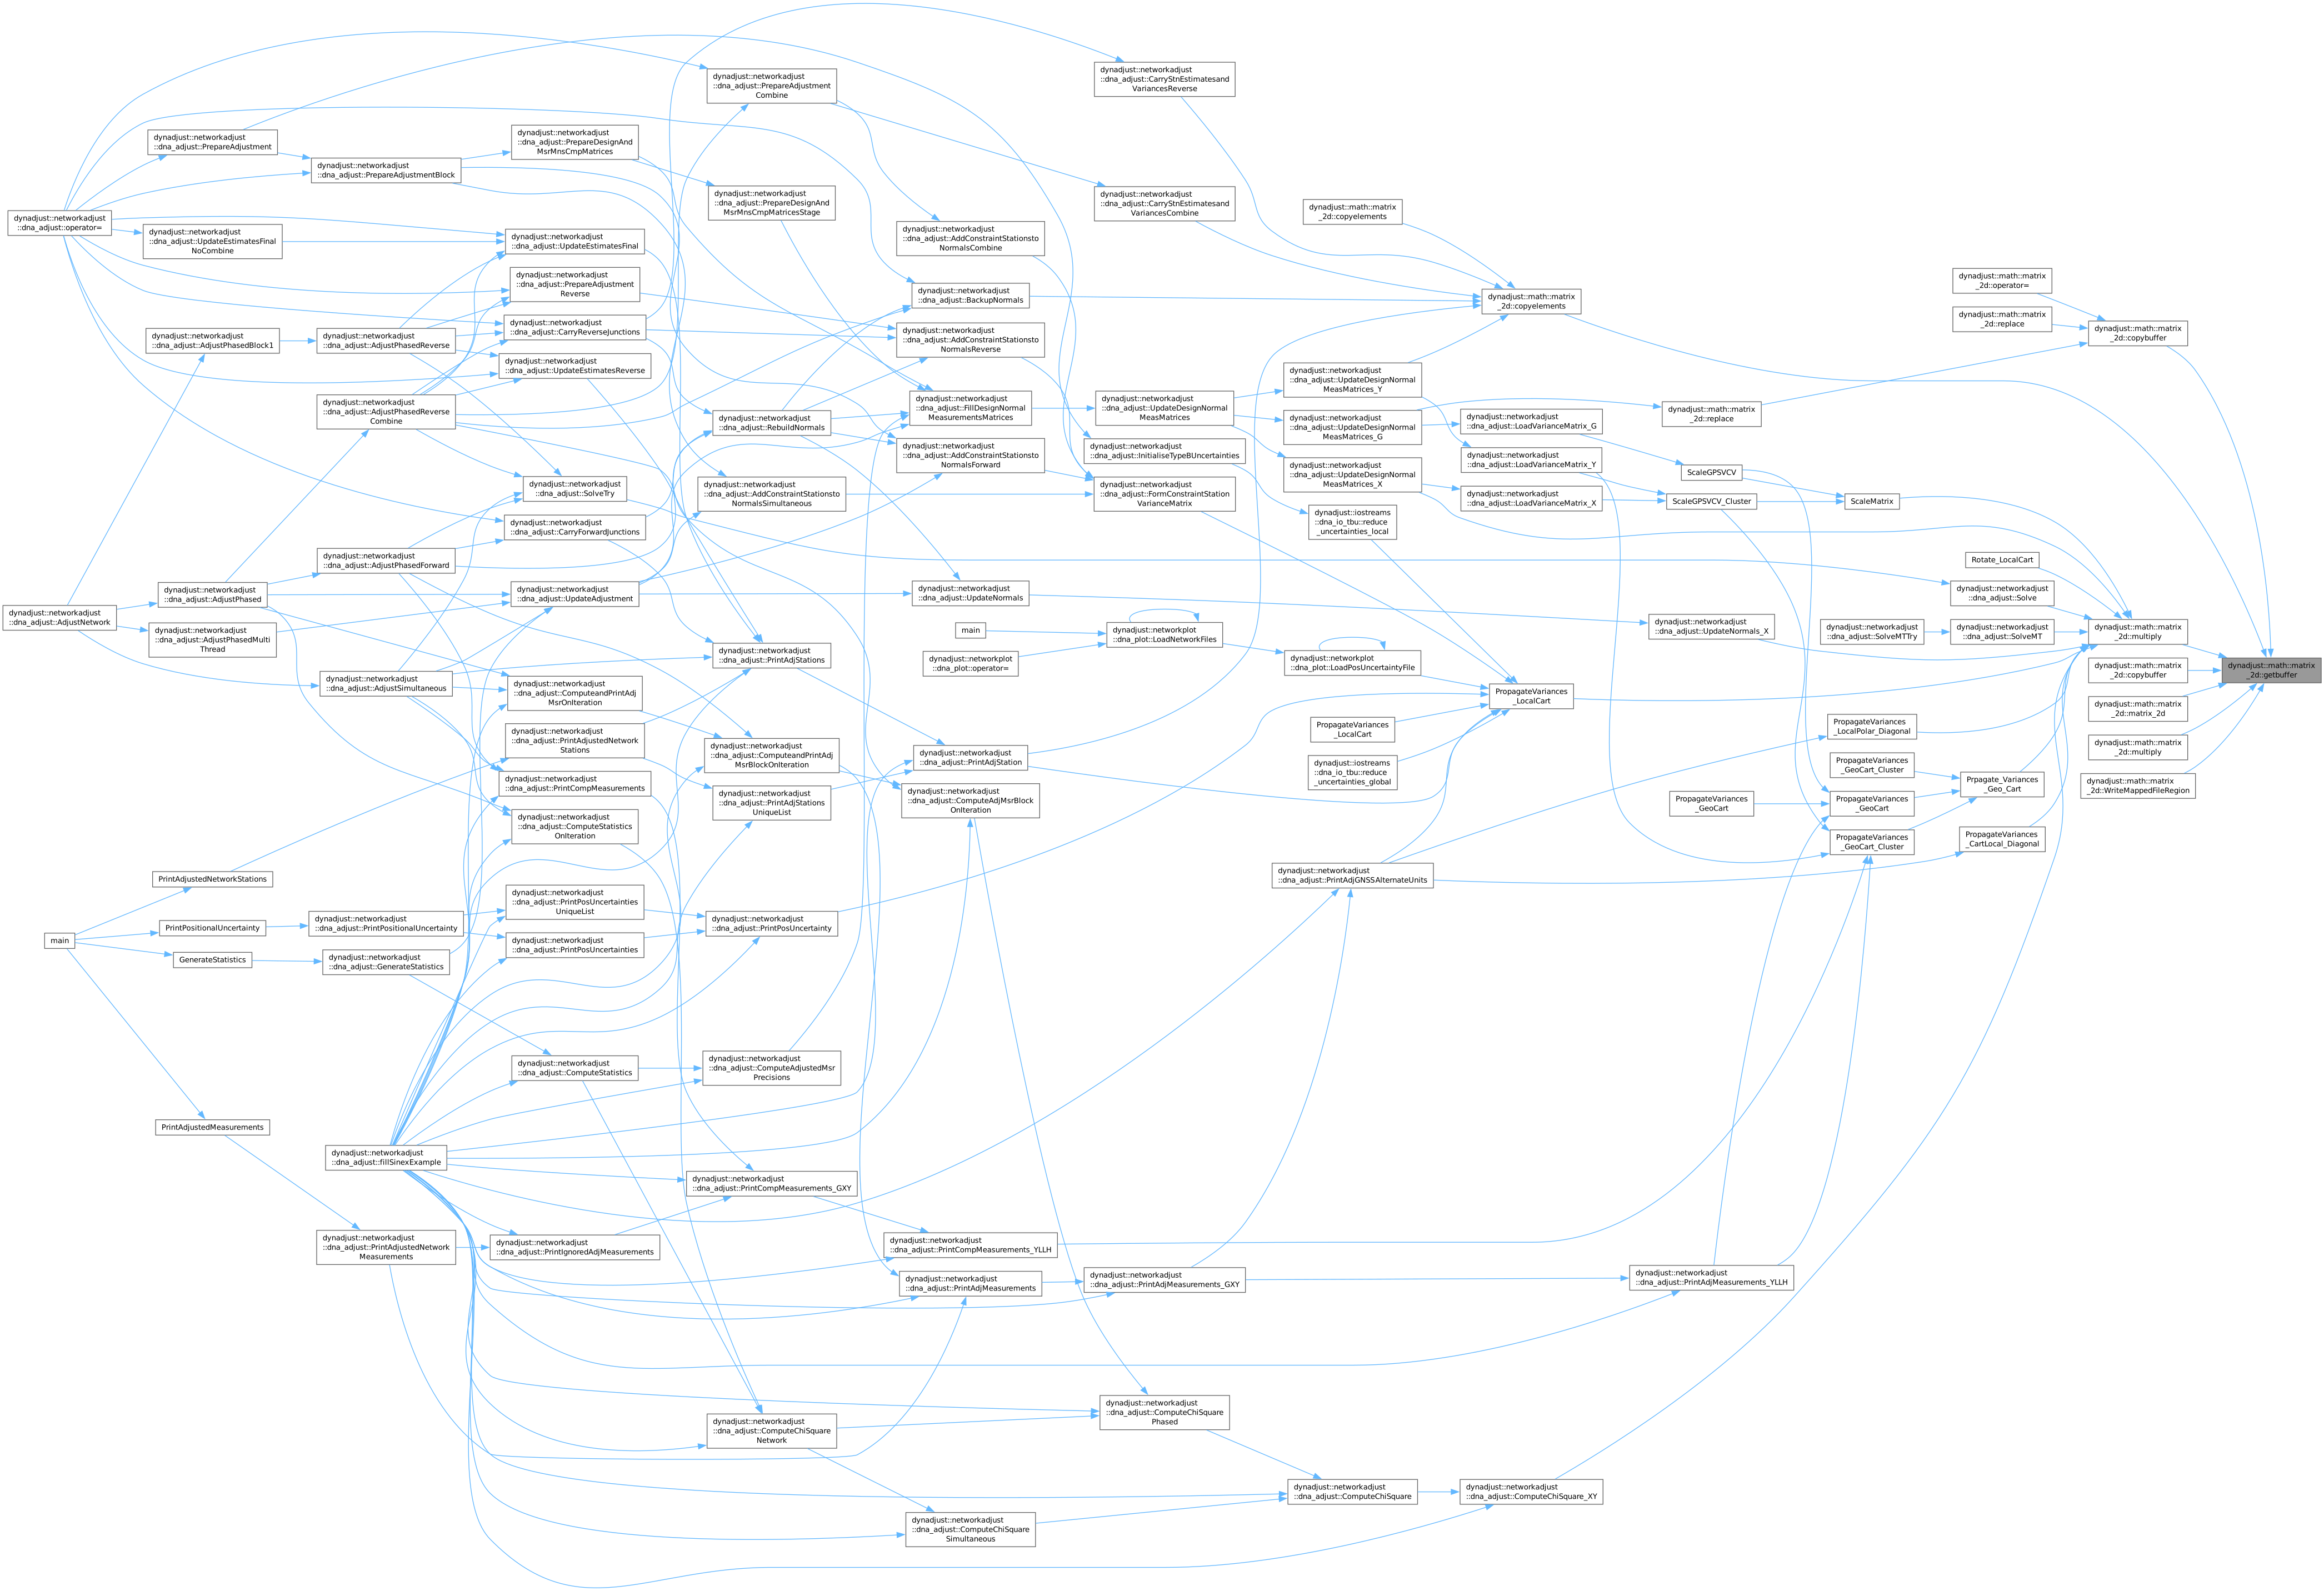 dynadjust::networkadjust
::dna_adjust::operator=
dynadjust::networkadjust
::dna_adjust::AdjustNetwork
main
dynadjust::networkadjust
::dna_adjust::PrepareAdjustment
dynadjust::networkadjust
::dna_adjust::UpdateEstimatesFinal
NoCombine
dynadjust::networkadjust
::dna_adjust::AdjustPhasedBlock1
dynadjust::networkadjust
::dna_adjust::AdjustPhased
dynadjust::networkadjust
::dna_adjust::AdjustPhasedMulti
Thread
PrintAdjustedNetworkStations
PrintPositionalUncertainty
GenerateStatistics
PrintAdjustedMeasurements
dynadjust::networkadjust
::dna_adjust::PrepareAdjustmentBlock
dynadjust::networkadjust
::dna_adjust::AdjustPhasedReverse
dynadjust::networkadjust
::dna_adjust::AdjustPhasedReverse
Combine
dynadjust::networkadjust
::dna_adjust::AdjustPhasedForward
dynadjust::networkadjust
::dna_adjust::AdjustSimultaneous
dynadjust::networkadjust
::dna_adjust::PrintPositionalUncertainty
dynadjust::networkadjust
::dna_adjust::GenerateStatistics
dynadjust::networkadjust
::dna_adjust::fillSinexExample
dynadjust::networkadjust
::dna_adjust::PrintAdjustedNetwork
Measurements
dynadjust::networkadjust
::dna_adjust::PrepareDesignAnd
MsrMnsCmpMatrices
dynadjust::networkadjust
::dna_adjust::UpdateEstimatesFinal
dynadjust::networkadjust
::dna_adjust::PrepareAdjustment
Reverse
dynadjust::networkadjust
::dna_adjust::CarryReverseJunctions
dynadjust::networkadjust
::dna_adjust::UpdateEstimatesReverse
dynadjust::networkadjust
::dna_adjust::SolveTry
dynadjust::networkadjust
::dna_adjust::CarryForwardJunctions
dynadjust::networkadjust
::dna_adjust::UpdateAdjustment
dynadjust::networkadjust
::dna_adjust::ComputeandPrintAdj
MsrOnIteration
dynadjust::networkadjust
::dna_adjust::PrintAdjustedNetwork
Stations
dynadjust::networkadjust
::dna_adjust::PrintCompMeasurements
dynadjust::networkadjust
::dna_adjust::ComputeStatistics
OnIteration
dynadjust::networkadjust
::dna_adjust::PrintPosUncertainties
UniqueList
dynadjust::networkadjust
::dna_adjust::PrintPosUncertainties
dynadjust::networkadjust
::dna_adjust::ComputeStatistics
dynadjust::networkadjust
::dna_adjust::PrintIgnoredAdjMeasurements
dynadjust::networkadjust
::dna_adjust::PrepareAdjustment
Combine
dynadjust::networkadjust
::dna_adjust::PrepareDesignAnd
MsrMnsCmpMatricesStage
dynadjust::networkadjust
::dna_adjust::RebuildNormals
dynadjust::networkadjust
::dna_adjust::AddConstraintStationsto
NormalsSimultaneous
dynadjust::networkadjust
::dna_adjust::PrintAdjStations
dynadjust::networkadjust
::dna_adjust::ComputeandPrintAdj
MsrBlockOnIteration
dynadjust::networkadjust
::dna_adjust::PrintAdjStations
UniqueList
dynadjust::networkadjust
::dna_adjust::PrintPosUncertainty
dynadjust::networkadjust
::dna_adjust::ComputeAdjustedMsr
Precisions
dynadjust::networkadjust
::dna_adjust::PrintCompMeasurements_GXY
dynadjust::networkadjust
::dna_adjust::ComputeChiSquare
Network
dynadjust::networkadjust
::dna_adjust::AddConstraintStationsto
NormalsCombine
dynadjust::networkadjust
::dna_adjust::BackupNormals
dynadjust::networkadjust
::dna_adjust::AddConstraintStationsto
NormalsReverse
dynadjust::networkadjust
::dna_adjust::FillDesignNormal
MeasurementsMatrices
dynadjust::networkadjust
::dna_adjust::AddConstraintStationsto
NormalsForward
dynadjust::networkadjust
::dna_adjust::UpdateNormals
main
dynadjust::networkplot
::dna_plot::operator=
dynadjust::networkadjust
::dna_adjust::PrintAdjStation
dynadjust::networkadjust
::dna_adjust::ComputeAdjMsrBlock
OnIteration
dynadjust::networkadjust
::dna_adjust::PrintCompMeasurements_YLLH
dynadjust::networkadjust
::dna_adjust::PrintAdjMeasurements
dynadjust::networkadjust
::dna_adjust::ComputeChiSquare
Simultaneous
dynadjust::networkadjust
::dna_adjust::CarryStnEstimatesand
VariancesReverse
dynadjust::networkadjust
::dna_adjust::CarryStnEstimatesand
VariancesCombine
dynadjust::networkadjust
::dna_adjust::UpdateDesignNormal
MeasMatrices
dynadjust::networkadjust
::dna_adjust::InitialiseTypeBUncertainties
dynadjust::networkadjust
::dna_adjust::FormConstraintStation
VarianceMatrix
dynadjust::networkplot
::dna_plot::LoadNetworkFiles
dynadjust::networkadjust
::dna_adjust::PrintAdjMeasurements_GXY
dynadjust::networkadjust
::dna_adjust::ComputeChiSquare
Phased
dynadjust::math::matrix
_2d::copyelements
dynadjust::networkadjust
::dna_adjust::UpdateDesignNormal
MeasMatrices_Y
dynadjust::networkadjust
::dna_adjust::UpdateDesignNormal
MeasMatrices_G
dynadjust::networkadjust
::dna_adjust::UpdateDesignNormal
MeasMatrices_X
dynadjust::iostreams
::dna_io_tbu::reduce
_uncertainties_local
dynadjust::networkplot
::dna_plot::LoadPosUncertaintyFile
PropagateVariances
_LocalCart
dynadjust::iostreams
::dna_io_tbu::reduce
_uncertainties_global
dynadjust::networkadjust
::dna_adjust::PrintAdjGNSSAlternateUnits
dynadjust::networkadjust
::dna_adjust::ComputeChiSquare
dynadjust::math::matrix
_2d::copyelements
dynadjust::networkadjust
::dna_adjust::LoadVarianceMatrix_G
dynadjust::networkadjust
::dna_adjust::LoadVarianceMatrix_Y
dynadjust::networkadjust
::dna_adjust::LoadVarianceMatrix_X
PropagateVariances
_LocalCart
dynadjust::networkadjust
::dna_adjust::ComputeChiSquare_XY
dynadjust::math::matrix
_2d::replace
ScaleGPSVCV
ScaleGPSVCV_Cluster
dynadjust::networkadjust
::dna_adjust::UpdateNormals_X
PropagateVariances
_GeoCart
dynadjust::networkadjust
::dna_adjust::PrintAdjMeasurements_YLLH
ScaleMatrix
dynadjust::networkadjust
::dna_adjust::SolveMTTry
PropagateVariances
_LocalPolar_Diagonal
PropagateVariances
_GeoCart_Cluster
PropagateVariances
_GeoCart
PropagateVariances
_GeoCart_Cluster
dynadjust::math::matrix
_2d::operator=
dynadjust::math::matrix
_2d::replace
Rotate_LocalCart
dynadjust::networkadjust
::dna_adjust::Solve
dynadjust::networkadjust
::dna_adjust::SolveMT
Prpagate_Variances
_Geo_Cart
PropagateVariances
_CartLocal_Diagonal
dynadjust::math::matrix
_2d::copybuffer
dynadjust::math::matrix
_2d::multiply
dynadjust::math::matrix
_2d::copybuffer
dynadjust::math::matrix
_2d::matrix_2d
dynadjust::math::matrix
_2d::multiply
dynadjust::math::matrix
_2d::WriteMappedFileRegion
dynadjust::math::matrix
_2d::getbuffer